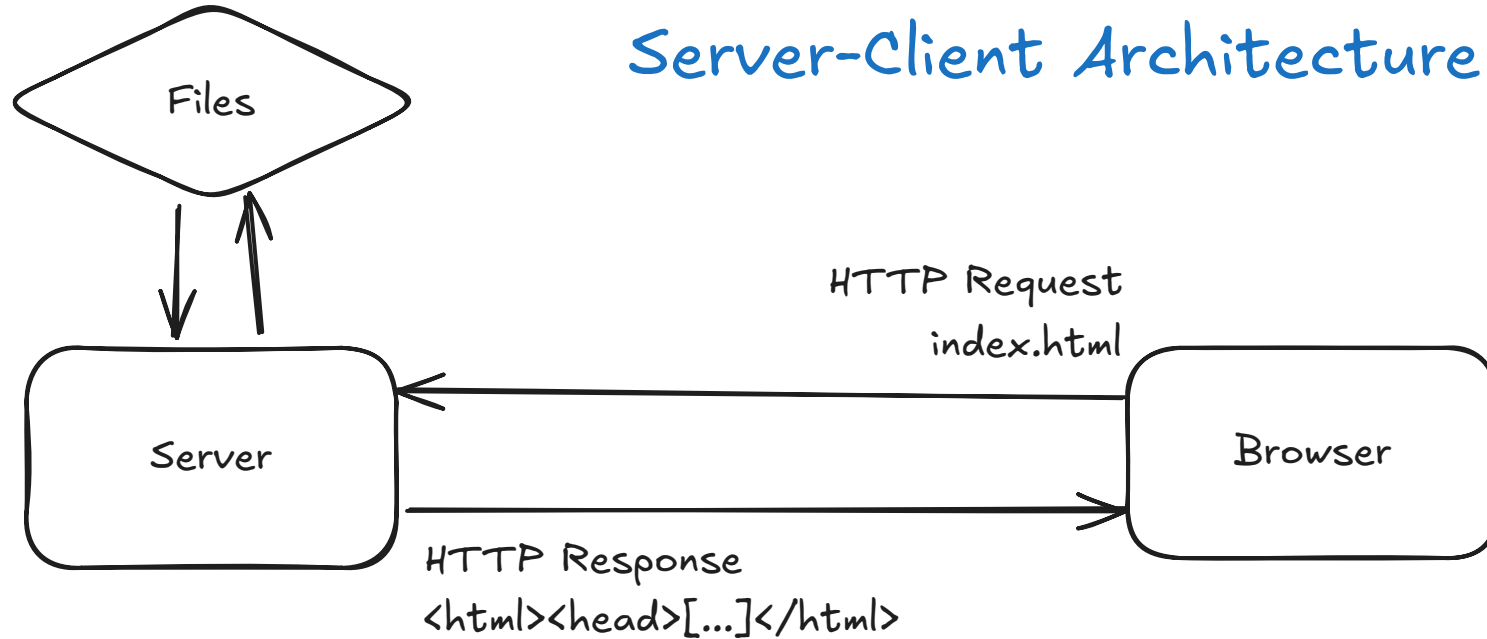 Server-Client Architecture
Files
HTTP Request
index.html
Server
Browser
HTTP Response
<html><head>[...]</html>